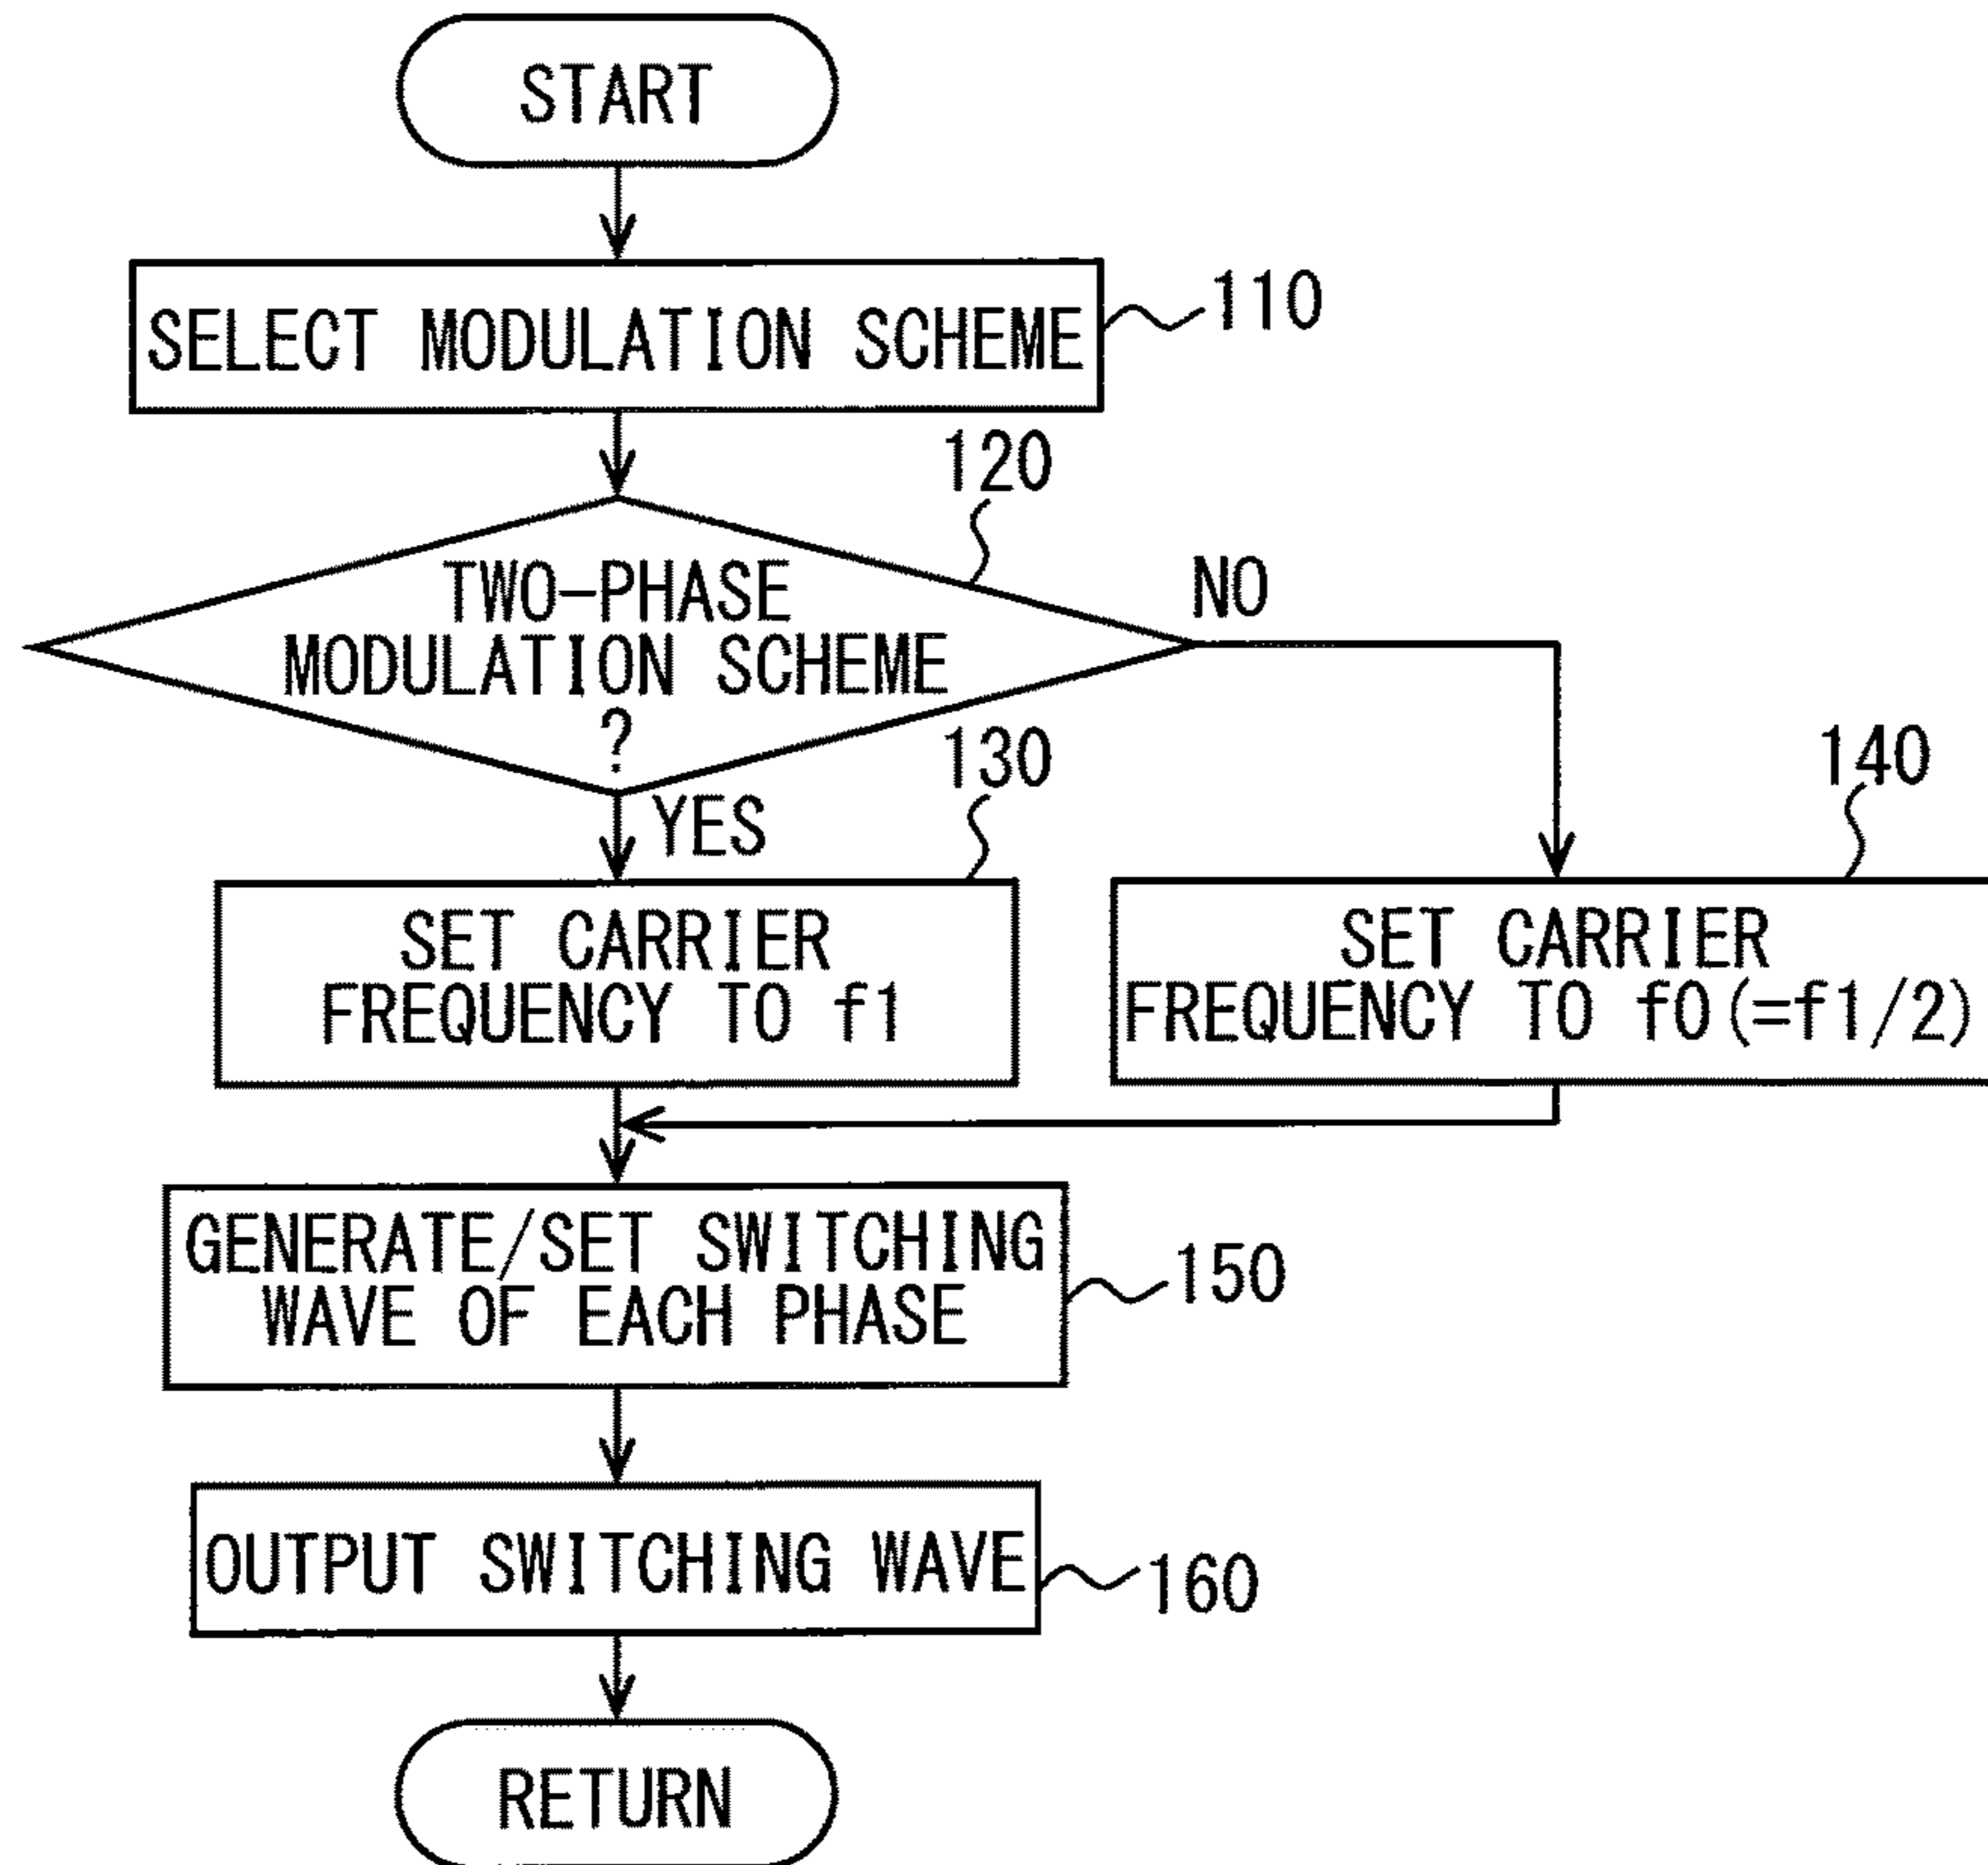 START
SELECT MODULATION SCHEME
110
120
TWO-PHASE
MODULATION SCHEME
?
NO
YES
130
SET CARRIER
FREQUENCY TO f1
140
SET CARRIER
FREQUENCY TO f0(=f1/2)
GENERATE/SET SWITCHING
WAVE OF EACH PHASE
150
OUTPUT SWITCHING WAVE
160
RETURN